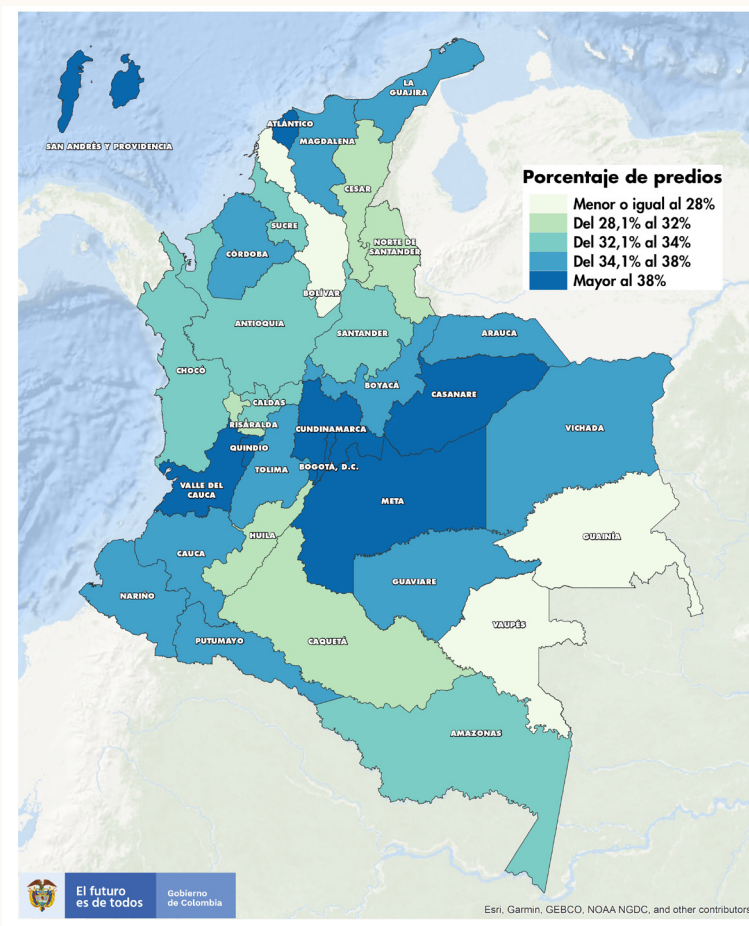 LA
GUAJIRA
ATLÁNTICO
MAGDALENA
SAN ANDRÉS Y PROVIDENCIA
Porcentaje de predios
CESAR
Menor o igual al 28%
Del 28,1% al 32%
SUCRE
Del 32,1% al 34%
NORTE DE
SANTANDER
CÓRDOBA
Del 34,1% al 38%
Mayor al 38%
BOLÍVAR
ANTIOQUIA
SANTANDER
ARAUCA
CHOCÓ
BOYACÁ
CASANARE
CALDAS
RISARALDA
CUNDINAMARCA
VICHADA
QUINDÍO
TOLIMA
BOGOTÁ, D.C.
VALLE DEL
CAUCA
META
HUILA
GUAINÍA
CAUCA
GUAVIARE
NARIÑO
VAUPÉS
PUTUMAYO
CAQUETÁ
AMAZONAS
El futuro
es de todos
Gobierno
de Colombia
Esri, Garmin, GEBCO, NOAA NGDC, and other contributors